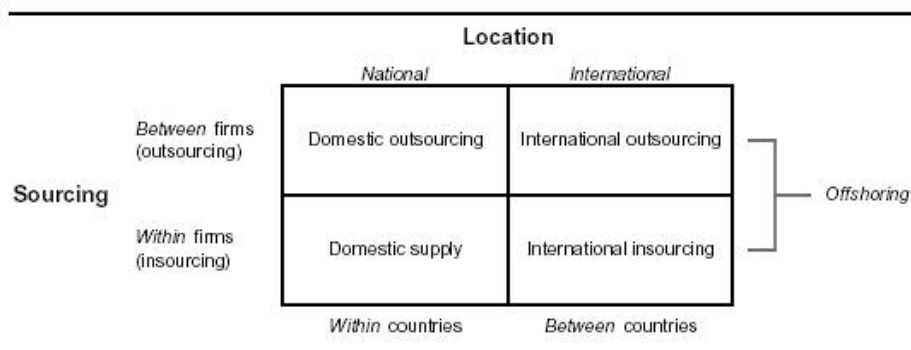 Location
National International
Between firms
(outsourcing)
Domestic outsourcing
International outsourcing
Sourcing
Offshoring
Within firms
(insourcing)
Domestic supply
International insourcing
Within countries Between countries